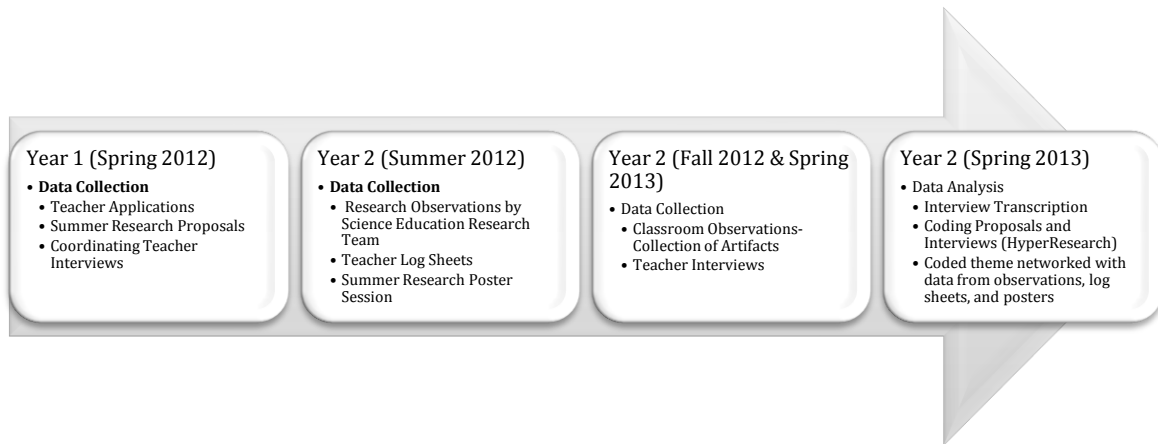 Year 1 (Spring 2012)
• Data Collection
• Teacher Applications
• Summer Research Proposals
• Coordinating Teacher
Interviews
Year 2 (Summer 2012)
• Data Collection
• Research Observations by
Science Education Research
Team
• Teacher Log Sheets
• Summer Research Poster
Session
Year 2 (Fall 2012 & Spring
2013)
• Data Collection
• Classroom Observations-
Collection of Artifacts
• Teacher Interviews
Year 2 (Spring 2013)
• Data Analysis
• Interview Transcription
• Coding Proposals and
Interviews (HyperResearch)
• Coded theme networked with
data from observations, log
sheets, and posters